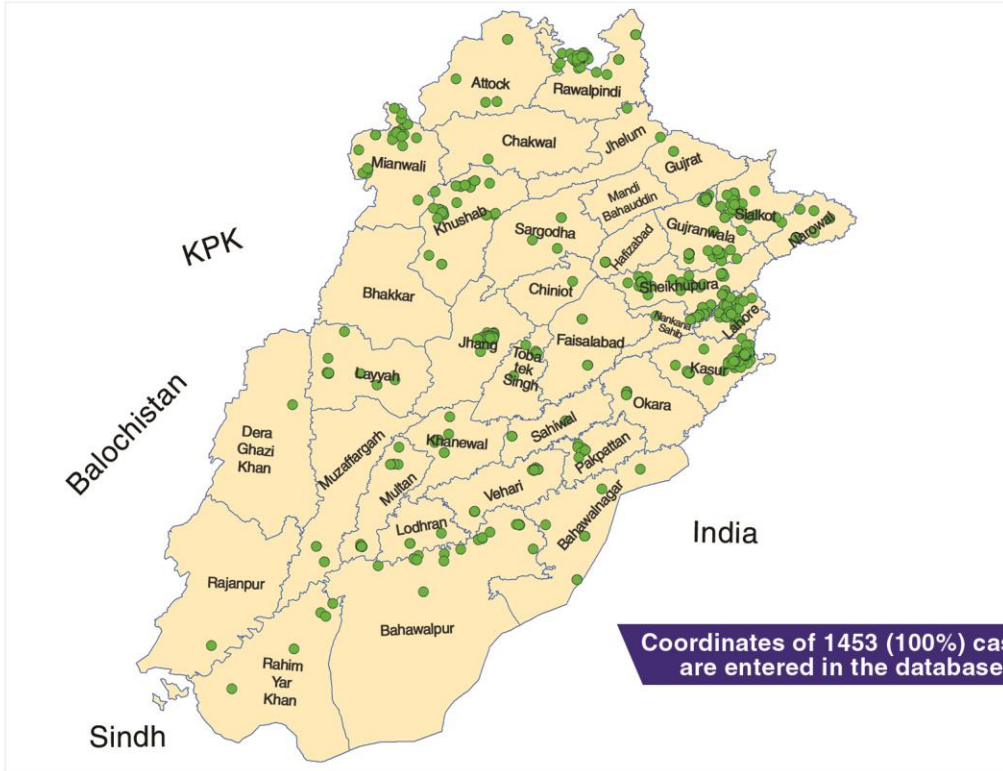 Attock
Rawalpindi
Chakwal
Jhelum
Mianwali
Gujrat
Mandi
Bahauddin
Khushab
Sialkot
Sargodha
Gujranwala
Narowal
Hafizabad
KPK
Sheikhupura
Chiniot
Bhakkar
Nankana
Sahib
Lahore
Jhang
Faisalabad
Toba
tek
Singh
Layyah
Kasur
Okara
Balochistan
Dera
Ghazi
Khan
Muzaffargarh
Khanewal
Sahiwal
Pakpattan
Multan
Vehari
Lodhran
Bahawalnagar
India
Rajanpur
Bahawalpur
Rahim
Yar
Khan
Sindh
Coordinates of 1453 (100%) cas
are entered in the database